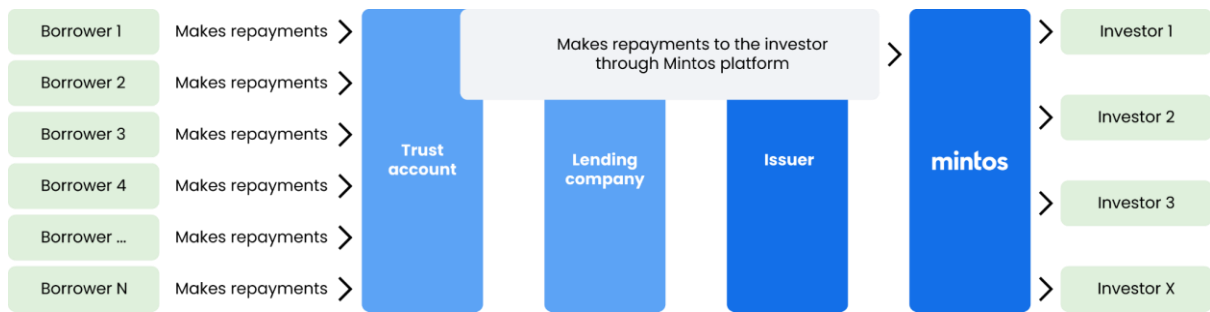 Borrower 1 Makes repayments
Borrower 2 Makes repayments
Borrower 3 Makes repayments
Borrower 4 Makes repayments
Borrower ... Makes repayments
Borrower N Makes repayments
Trust
account
Makes repayments to the investor
through Mintos platform
Lending
company
Issuer
mintos
Investor 1
Investor 2
Investor 3
Investor X